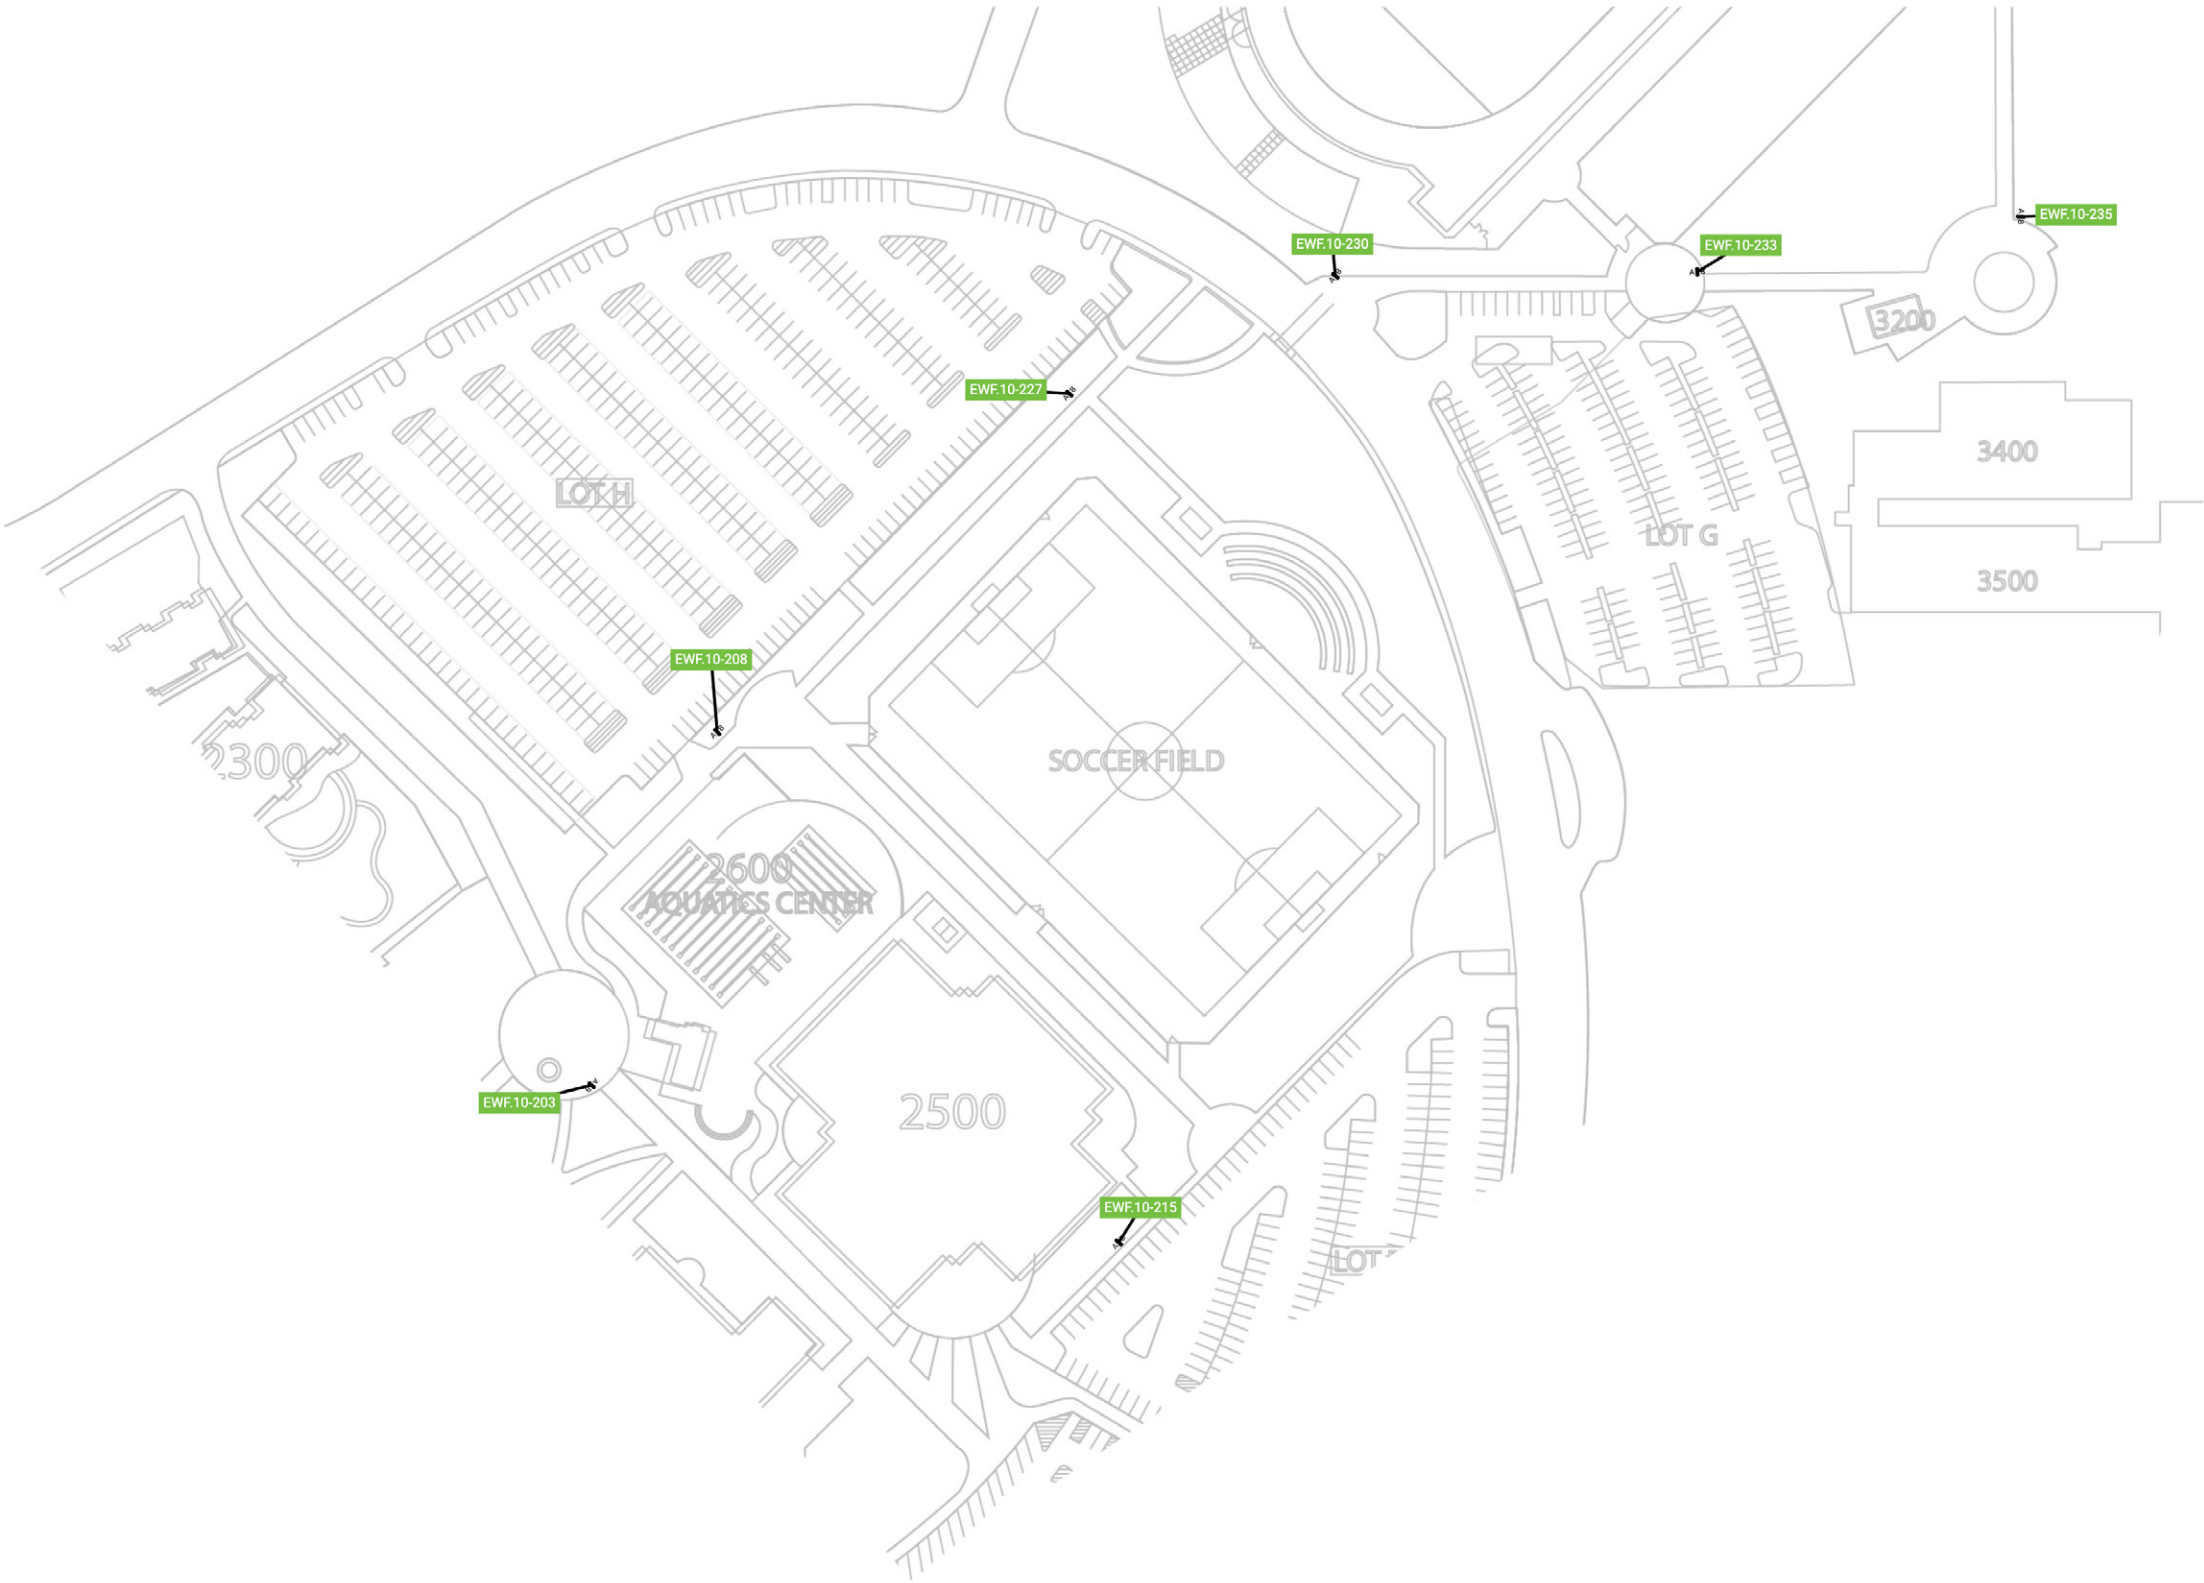 EWF.10-235
EWF.10-230
EWF.10-233
3200
EWF.10-227
3400
LOT H
LOT G
3500
EWF.10-208
2300
SOCCER FIELD
2600
AQUATICS CENTER
EWF.10-203
2500
EWF.10-215
LOT